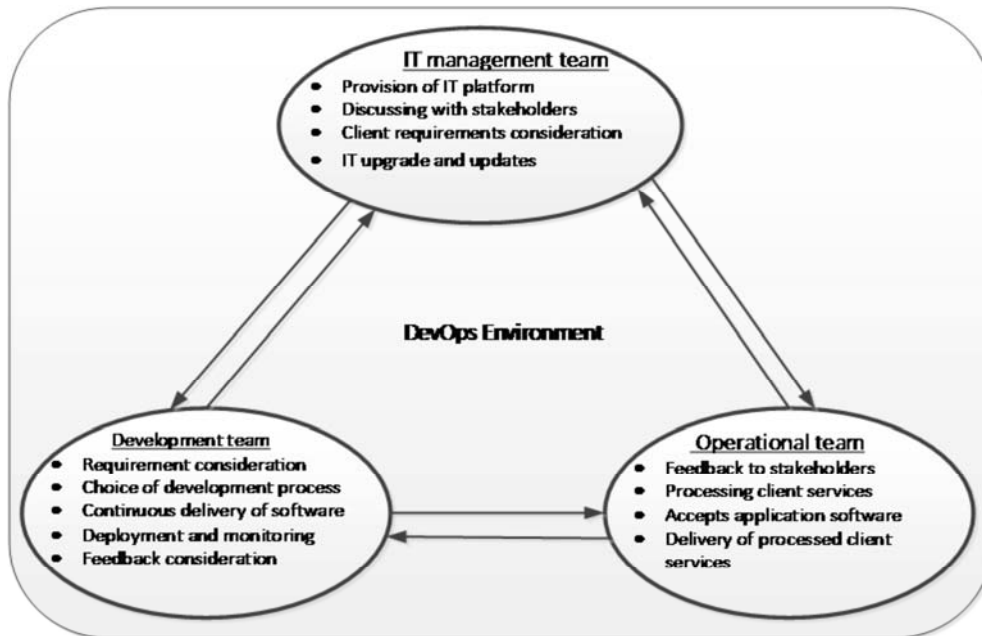 IT management team
• Provision of IT platform
• Discussing with stakeholders
• Client requirements consideration
• IT upgrade and updates
DevOps Environment
Development team
• Requirement consideration
• Choice of development process
• Continuous delivery of software
• Deployment and monitoring
• Feedback consideration
Operational team
• Feedback to stakeholders
• Processing client services
• Accepts application software
• Delivery of processed client
services